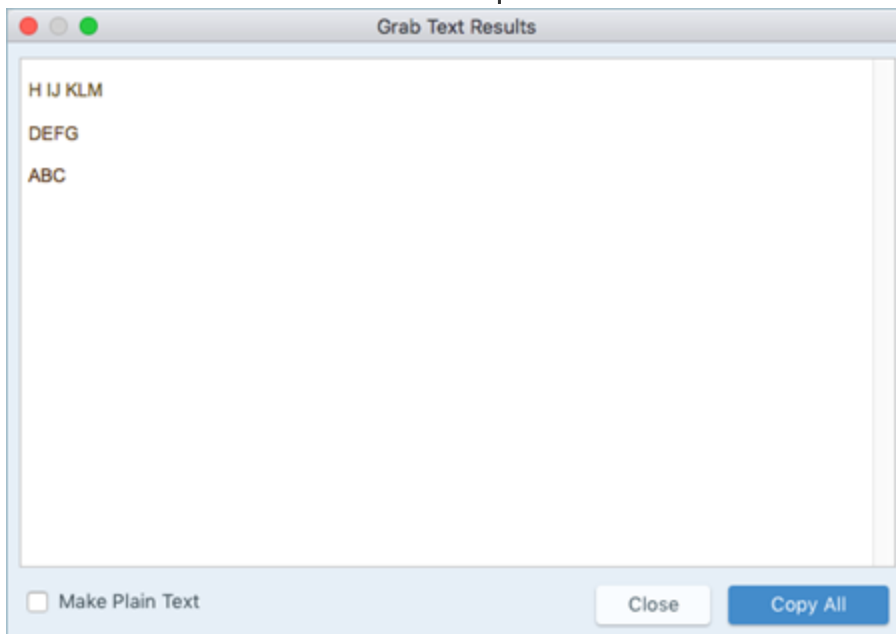 Grab Text Results
H IJ KLM
DEFG
ABC
Make Plain Text
Close
Copy All